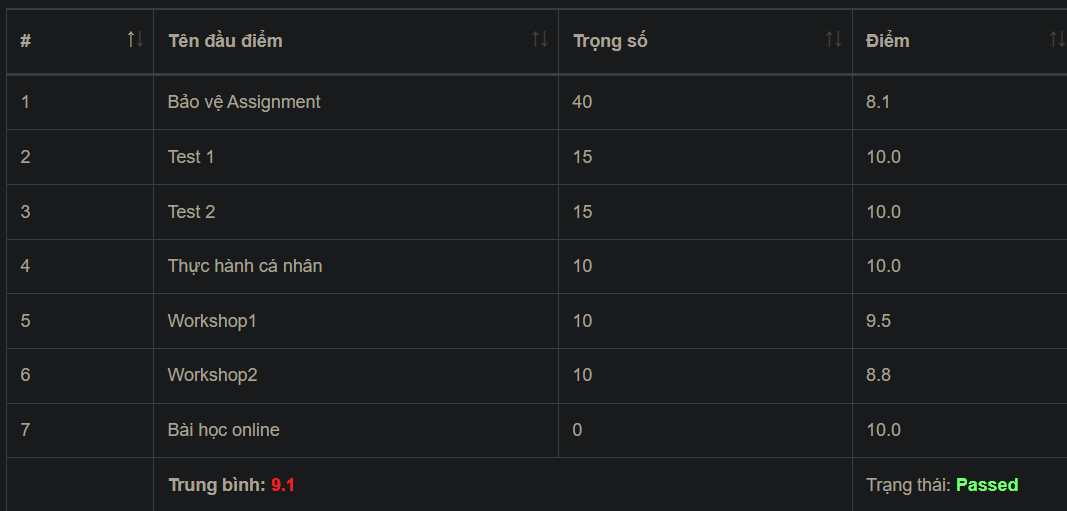 # Tên đầu điểm Trọng số Điểm
1 Bảo vệ Assignment 40 8.1
2 Test 1 15 10.0
3 Test 2 15 10.0
4 Thực hành cá nhân 10 10.0
5 Workshop1 10 9.5
6 Workshop2 10 8.8
7 Bài học online 0 10.0
Trung bình: 9.1 Trạng thái: Passed